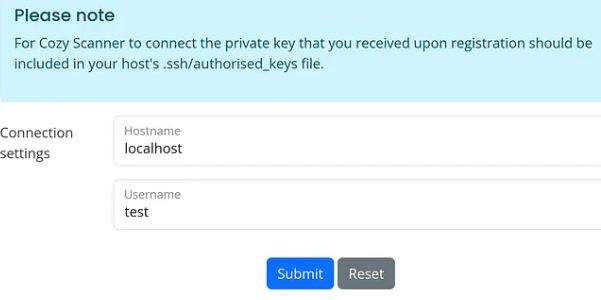 Please note
For Cozy Scanner to connect the private key that you received upon registration should be
included in your host's .ssh/authorised_keys file.
Connection
settings
Hostname
localhost
Username
test
Submit Reset